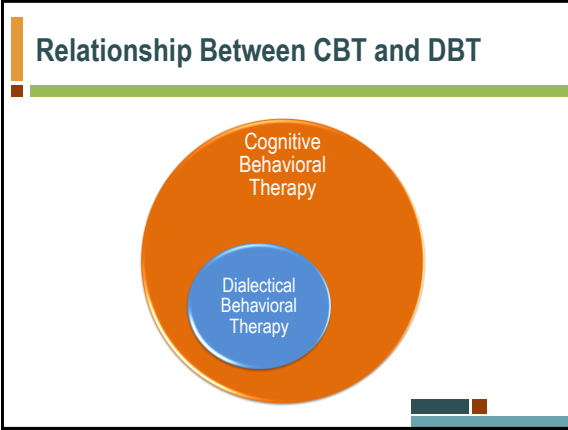 Relationship Between CBT and DBT
Cognitive
Behavioral
Therapy
Dialectical
Behavioral
Therapy